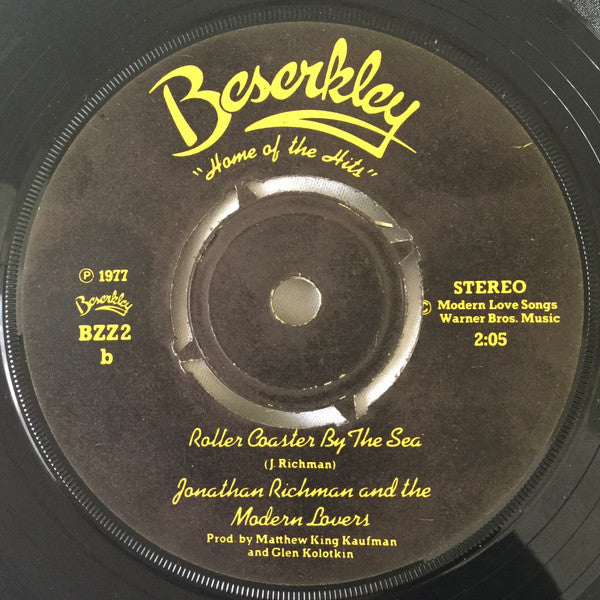 Beserkley
"Home of the Hits"
℗ 1977
Beserkley
BZZ2
b
STEREO
© Modern Love Songs
Warner Bros. Music
2:05
Roller Coaster By The Sea
(J. Richman)
Jonathan Richman and the
Modern Lovers
Prod. by Matthew King Kaufman
and Glen Kolotkin